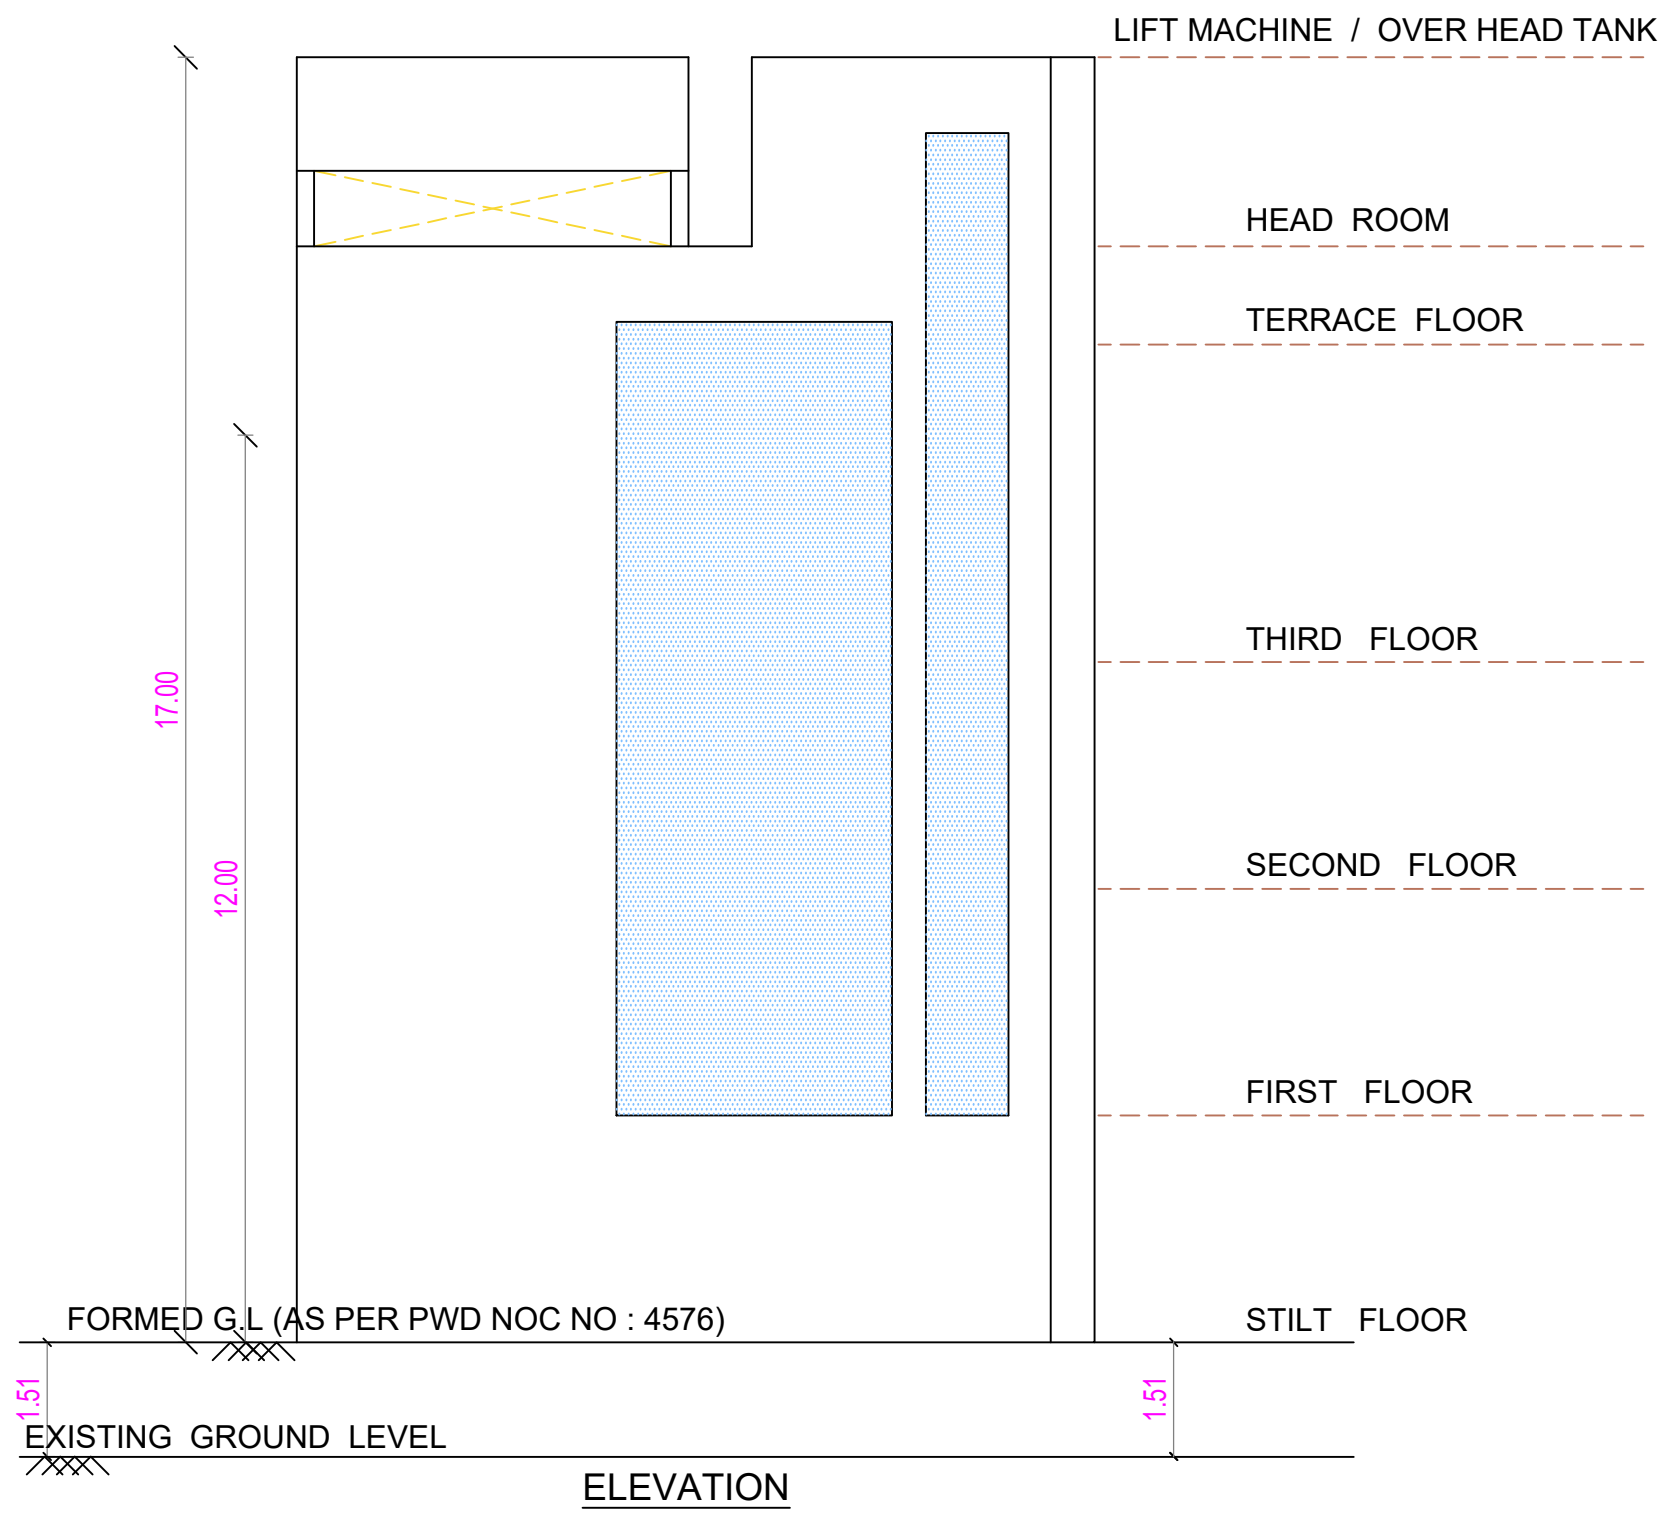 LIFT MACHINE / OVER HEAD TANK
HEAD ROOM
TERRACE FLOOR
THIRD FLOOR
17.00
12.00
SECOND FLOOR
FIRST FLOOR
FORMED G.L (AS PER PWD NOC NO : 4576)
STILT FLOOR
1.51
1.51
EXISTING GROUND LEVEL
ELEVATION